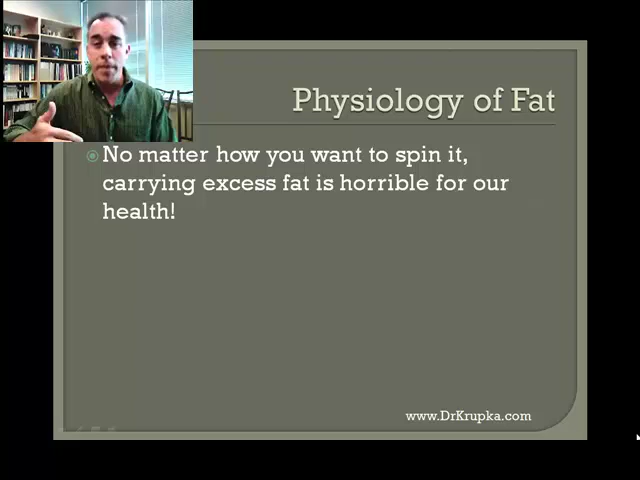 Physiology of Fat
No matter how you want to spin it,
carrying excess fat is horrible for our
health!
www.DrKrupka.com